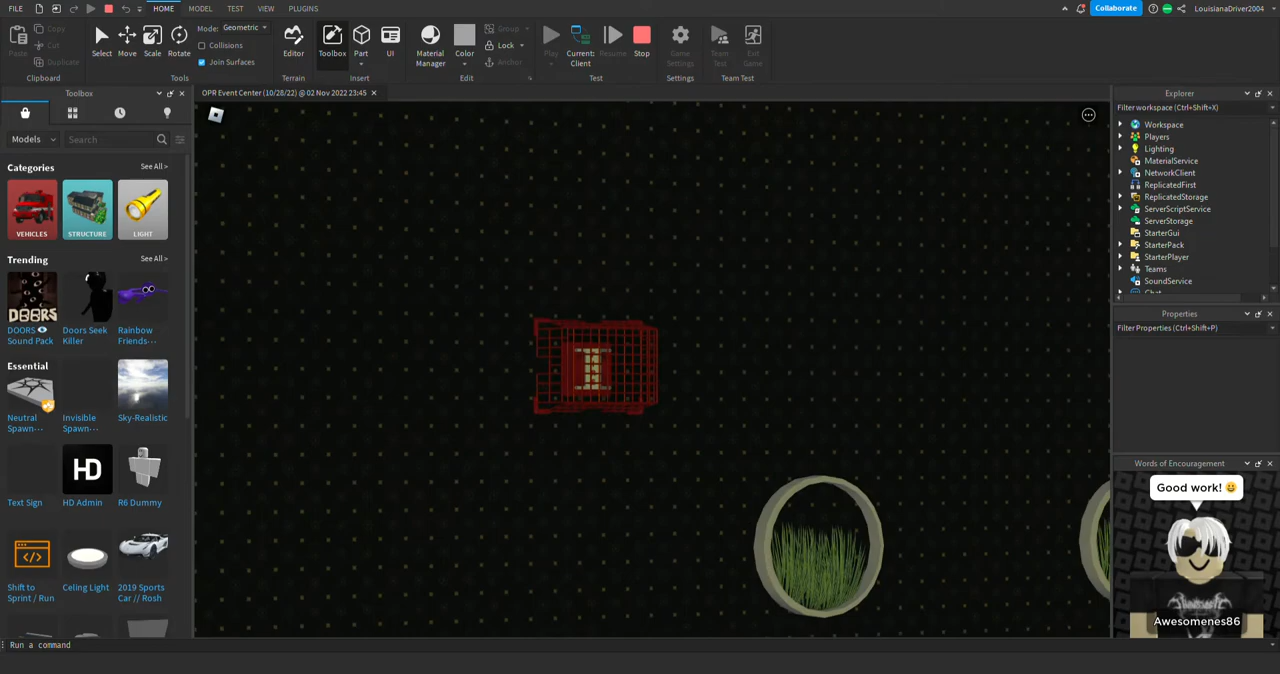 FILE HOME MODEL TEST VIEW PLUGINS Collaborate LouisianaDriver2004
Paste Copy Cut Duplicate Clipboard
Select Move Scale Rotate Mode: Geometric Collisions Join Surfaces Tools
Editor Terrain
Toolbox Part UI Insert
Material Manager Color Group Lock Anchor Edit
Play Current: Client Resume Stop Test
Game Settings Settings
Team Test Exit Game Team Test
Toolbox
OPR Event Center (10/28/22) @ 02 Nov 2022 23:45
Models Search
Categories See All >
VEHICLES STRUCTURE LIGHT
Trending See All >
DOORS
DOORS Sound Pack
Doors Seek Killer
Rainbow Friends···
Essential See All >
Neutral Spawn···
Invisible Spawn···
Sky-Realistic
HD
Text Sign HD Admin R6 Dummy
Shift to Sprint / Run
Celing Light
2019 Sports Car // Rosh
Explorer
Filter workspace (Ctrl+Shift+X)
Workspace
Players
Lighting
MaterialService
NetworkClient
ReplicatedFirst
ReplicatedStorage
ServerScriptService
ServerStorage
StarterGui
StarterPack
StarterPlayer
Teams
SoundService
Chat
Properties
Filter Properties (Ctrl+Shift+P)
Words of Encouragement
Good work! 😃
Awesomenes86
Run a command